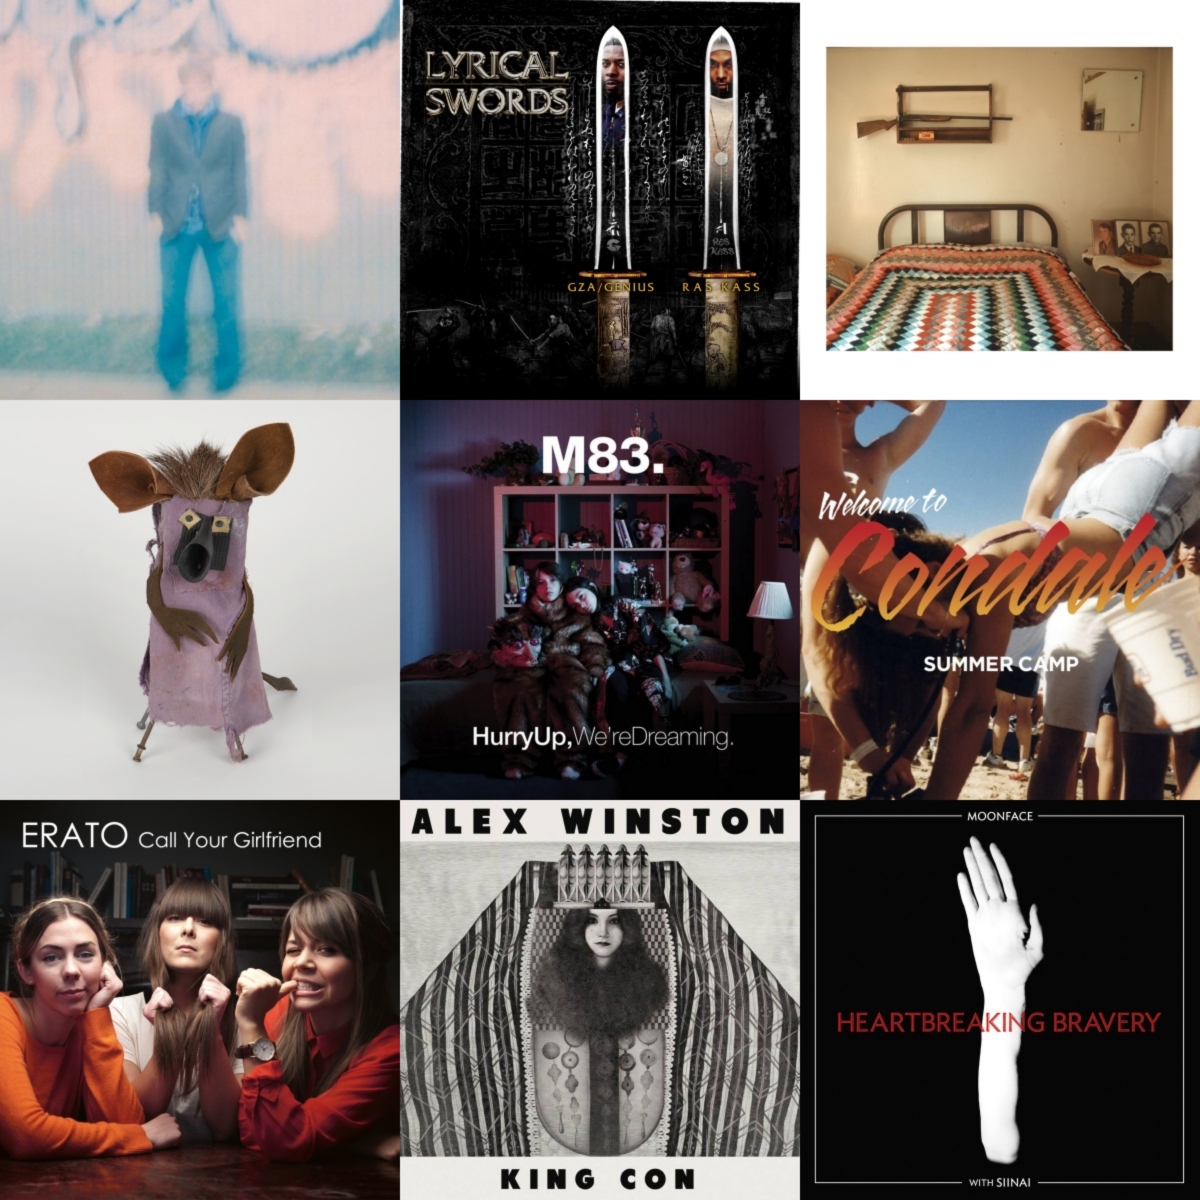 LYRICAL
SWORDS
GZA/GENIUS
RAS KASS
M83.
HurryUp,We'reDreaming.
Welcome to
Condale
SUMMER CAMP
ERATO Call Your Girlfriend
ALEX WINSTON
KING CON
MOONFACE
HEARTBREAKING BRAVERY
WITH SIINAI